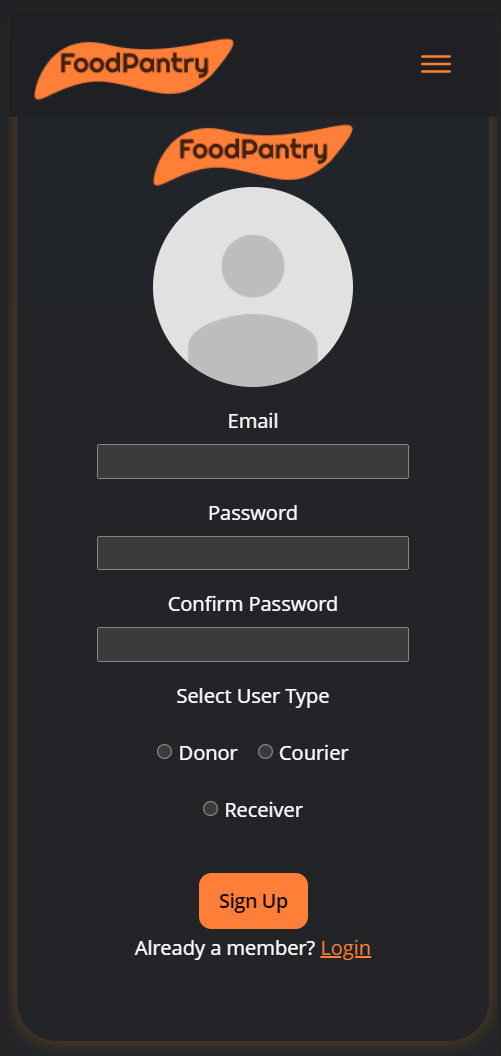 FoodPantry
FoodPantry
Email
Password
Confirm Password
Select User Type
Donor Courier
Receiver
Sign Up
Already a member? Login